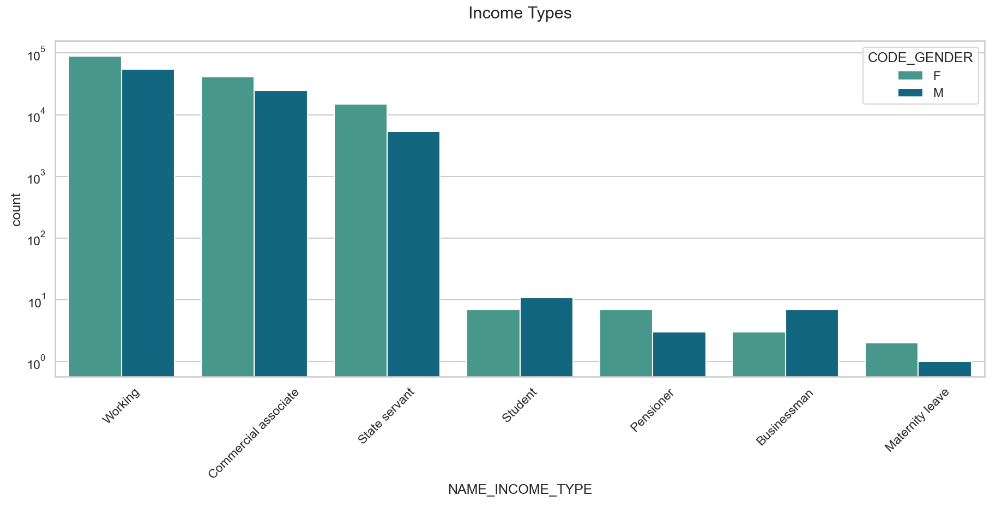 Income Types
CODE_GENDER
F
M
count
10^5
10^4
10^3
10^2
10^1
10^0
Working
Commercial associate
State servant
Student
Pensioner
Businessman
Maternity leave
NAME_INCOME_TYPE